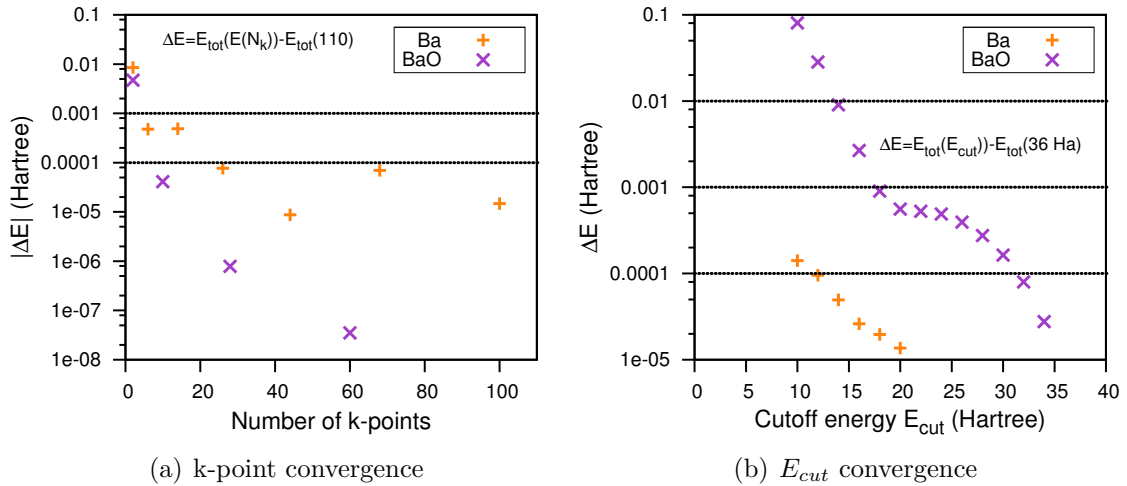 ΔE=E_tot(E(N_k))-E_tot(110)
Ba
BaO
0.1
0.01
0.001
0.0001
1e-05
1e-06
1e-07
1e-08
|ΔE| (Hartree)
0 20 40 60 80 100
Number of k-points
(a) k-point convergence
Ba
BaO
ΔE=E_tot(E_cut))-E_tot(36 Ha)
0.1
0.01
0.001
0.0001
1e-05
ΔE (Hartree)
0 5 10 15 20 25 30 35 40
Cutoff energy E_cut (Hartree)
(b) E_cut convergence